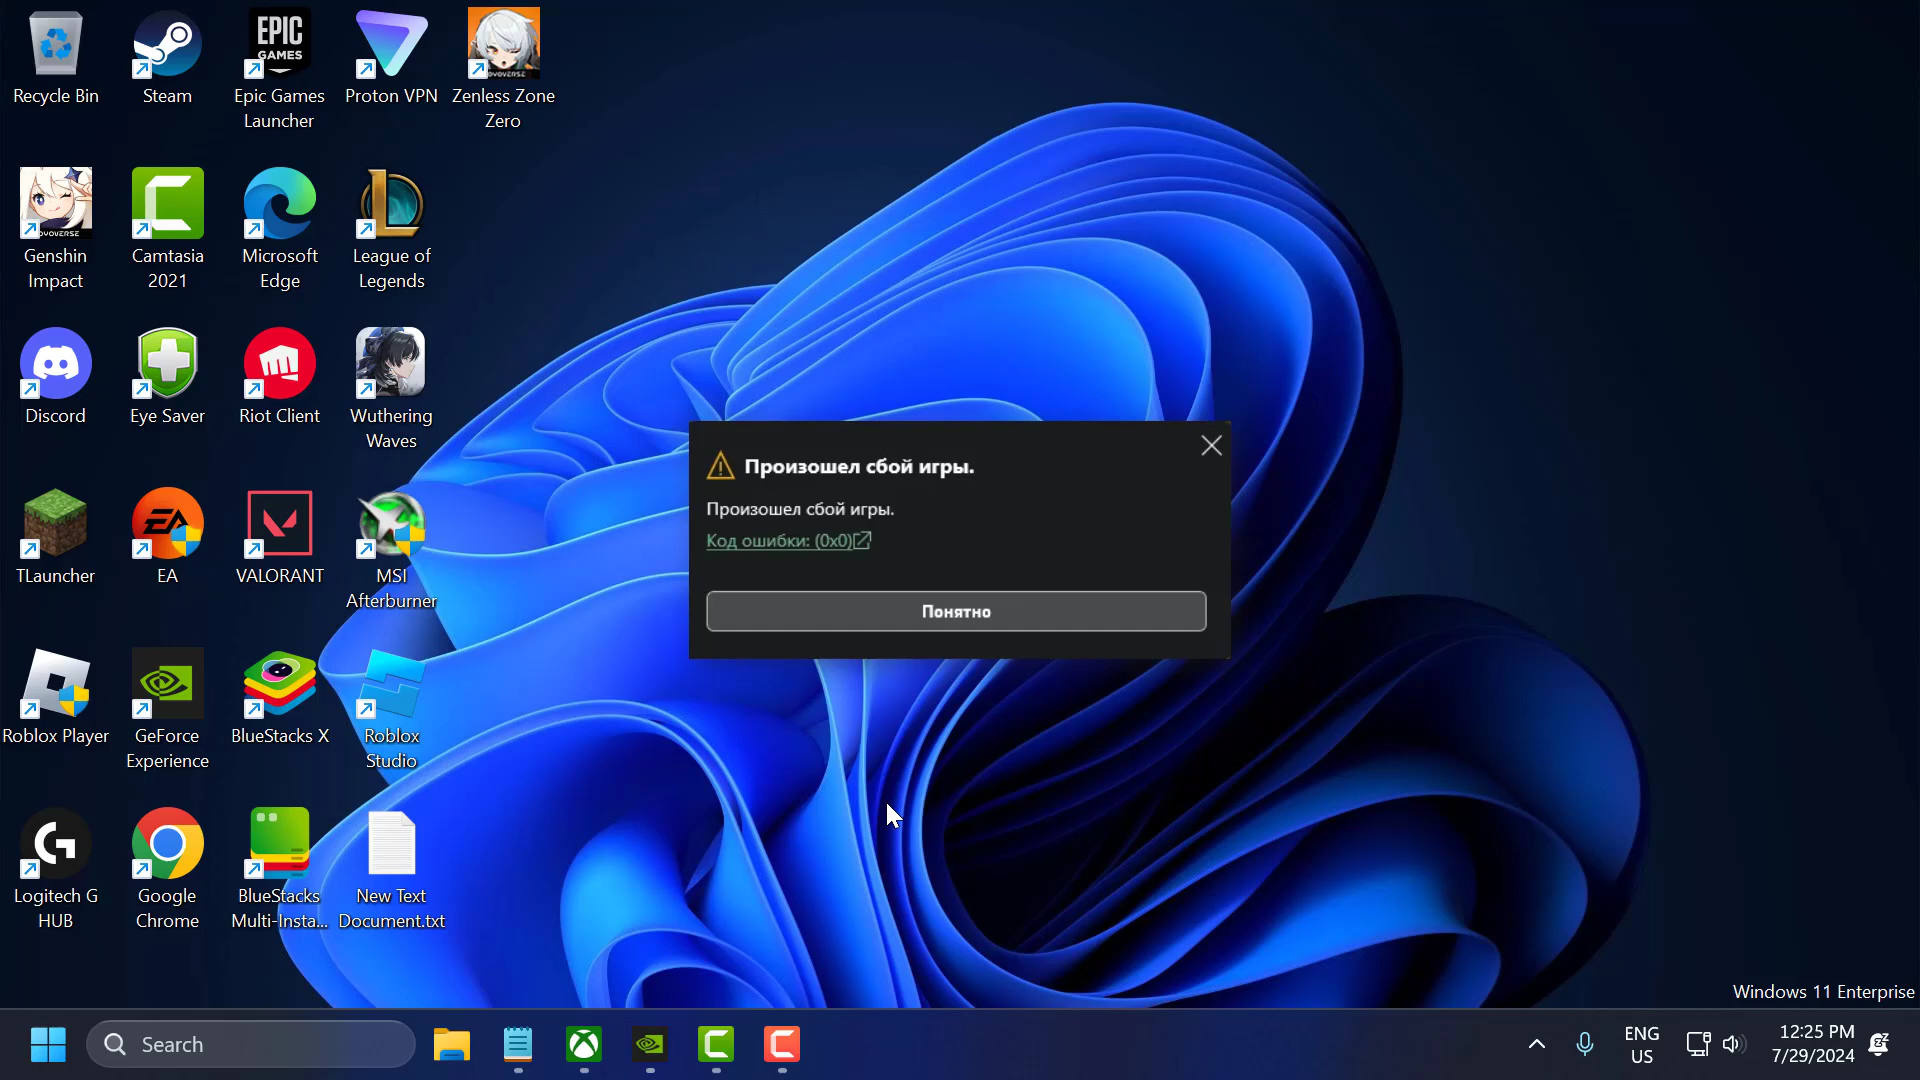 Recycle Bin
Steam
EPIC
GAMES
Epic Games
Launcher
Proton VPN
Zenless Zone
Zero
Genshin
Impact
Camtasia
2021
Microsoft
Edge
League of
Legends
Discord
Eye Saver
Riot Client
Wuthering
Waves
TLauncher
EA
EA
VALORANT
MSI
Afterburner
Roblox Player
GeForce
Experience
BlueStacks X
Roblox
Studio
Logitech G
HUB
Google
Chrome
BlueStacks
Multi-Insta...
New Text
Document.txt
Произошел сбой игры.
Произошел сбой игры.
Код ошибки: (0x0)
Понятно
Windows 11 Enterprise
Search
ENG
US
12:25 PM
7/29/2024